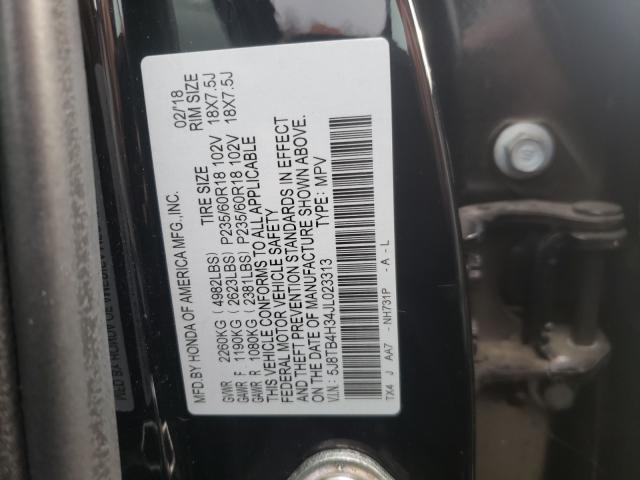 MFD.BY HONDA OF AMERICA MFG.,INC. 02/'18
TIRE SIZE RIM SIZE
GVWR 2260KG (4982LBS)
GAWR F 1190KG (2623LBS) P235/60R18 102V 18X7.5J
GAWR R 1080KG (2381LBS) P235/60R18 102V 18X7.5J
THIS VEHICLE CONFORMS TO ALL APPLICABLE
FEDERAL MOTOR VEHICLE SAFETY
AND THEFT PREVENTION STANDARDS IN EFFECT
ON THE DATE OF MANUFACTURE SHOWN ABOVE.
V.I.N.: 5J8TB4H34JL023313 TYPE: MPV
TX4 J AA7 - NH731P - A - L